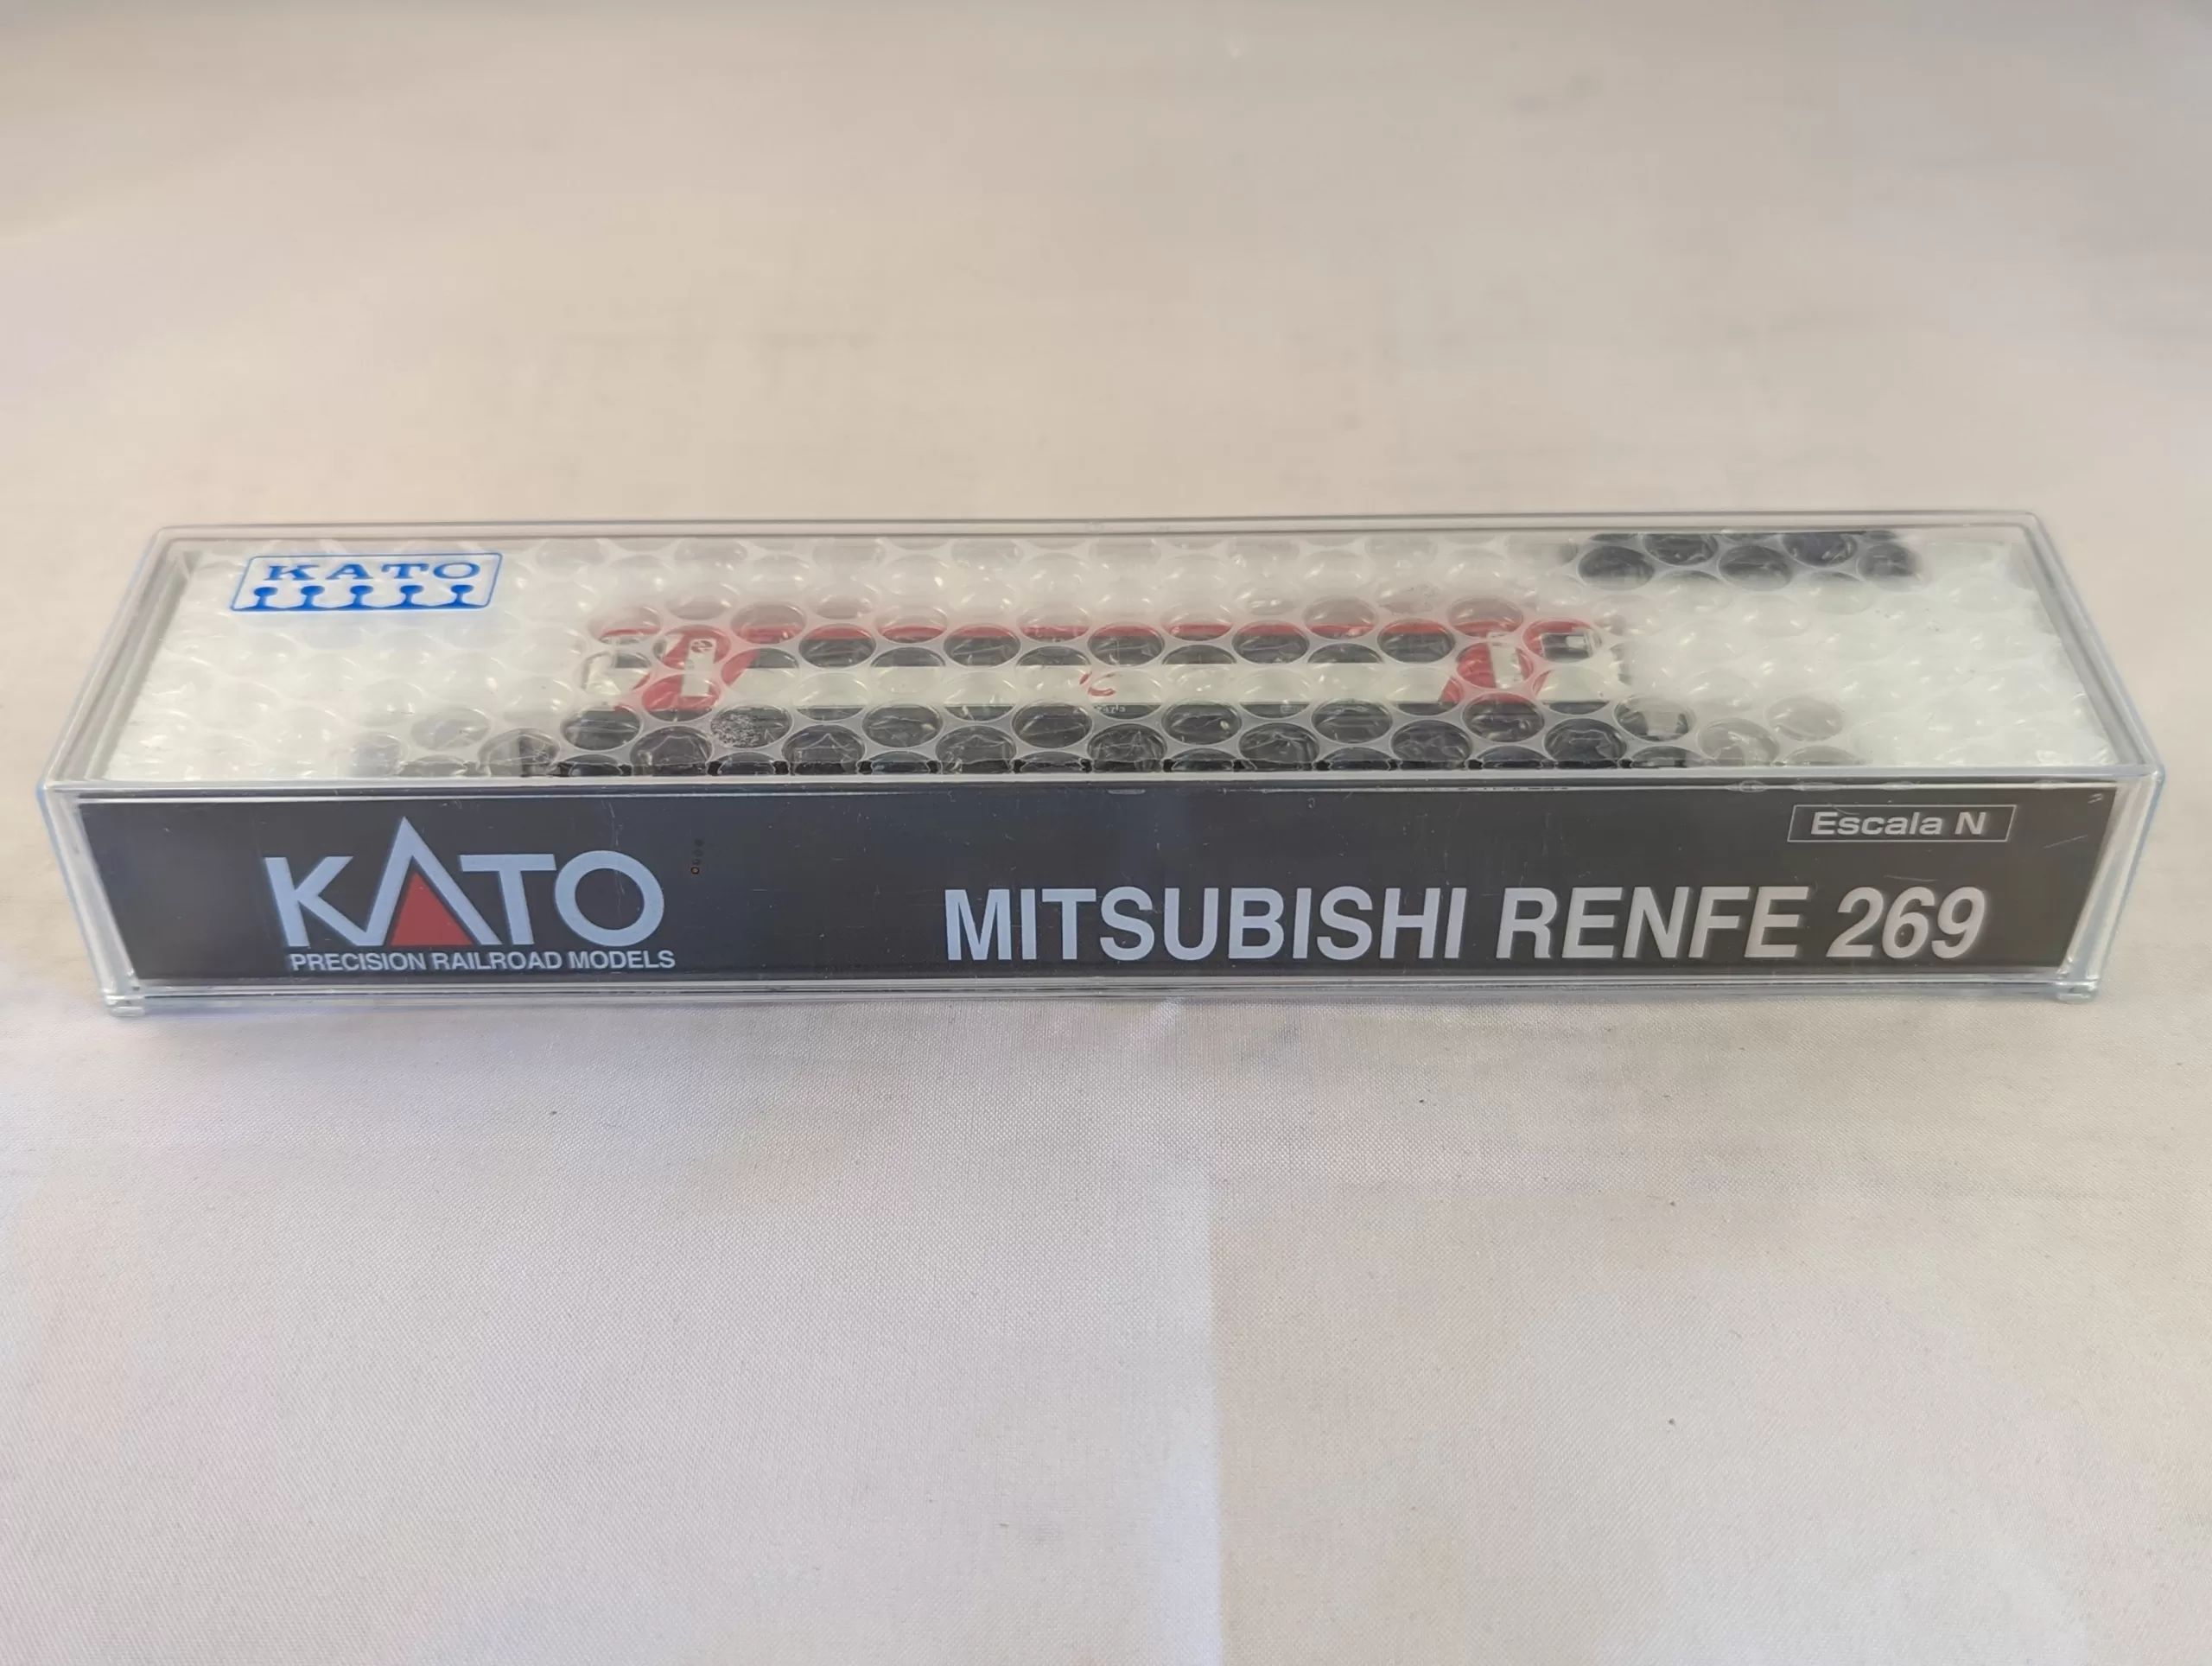 KATO
Escala N
KATO
PRECISION RAILROAD MODELS
MITSUBISHI RENFE 269